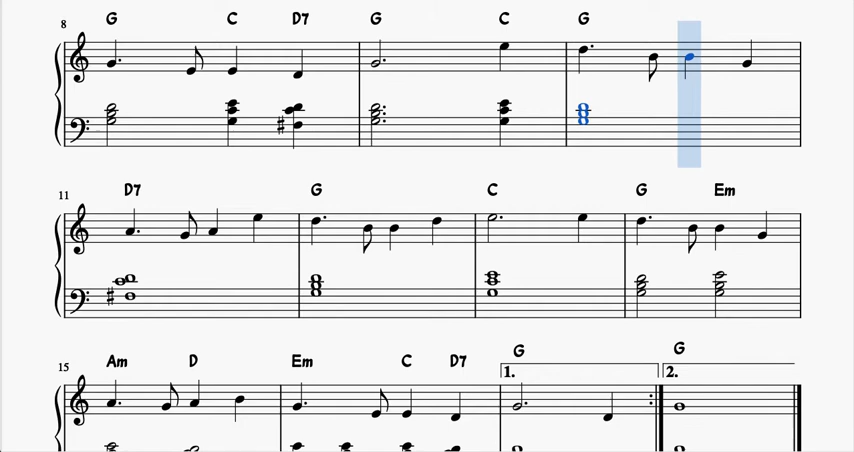 G C D7 G C G
8
D7 G C G Em
11
G G
Am D Em C D7
1. 2.
15